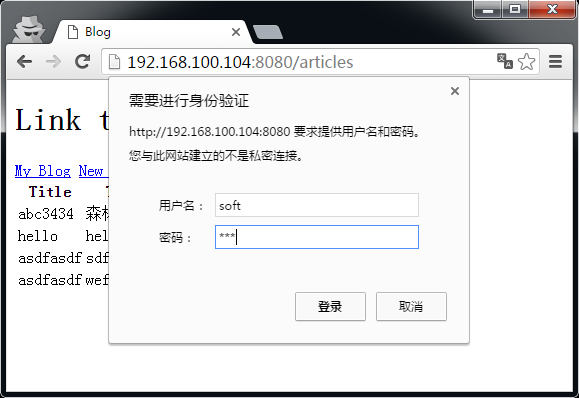 Blog
192.168.100.104:8080/articles
需要进行身份验证
http://192.168.100.104:8080 要求提供用户名和密码。
您与此网站建立的不是私密连接。
用户名： soft
密码： ***
登录 取消
Link t
My Blog New
Title T
abc3434 森林
hello hel
asdfasdf sdf
asdfasdf wef